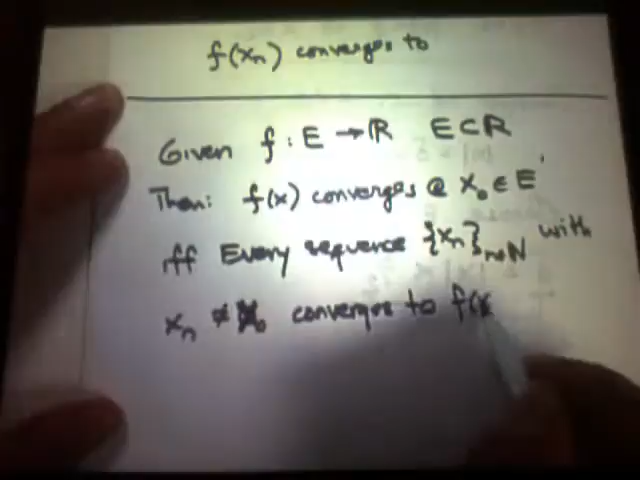 f(xₙ) converges to
Given f : E → ℝ E ⊂ ℝ
Then: f(x) converges @ x₀ ∈ E'
iff Every sequence {xₙ}ₙ∈ℕ with
xₙ ≠ x₀ converges to f(x